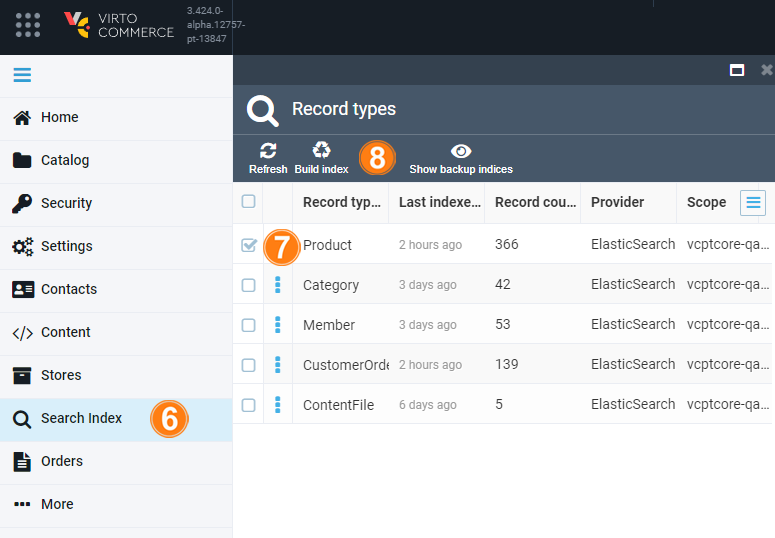 VIRTO
COMMERCE
3.424.0-
alpha.12757-
pt-13847
Home
Catalog
Security
Settings
Contacts
Content
Stores
Search Index 6
Orders
More
Record types
Refresh Build index 8 Show backup indices
Record typ... Last indexe... Record cou... Provider Scope
7 Product 2 hours ago 366 ElasticSearch vcptcore-qa...
Category 3 days ago 42 ElasticSearch vcptcore-qa...
Member 3 days ago 53 ElasticSearch vcptcore-qa...
CustomerOrde 2 hours ago 139 ElasticSearch vcptcore-qa...
ContentFile 6 days ago 5 ElasticSearch vcptcore-qa...